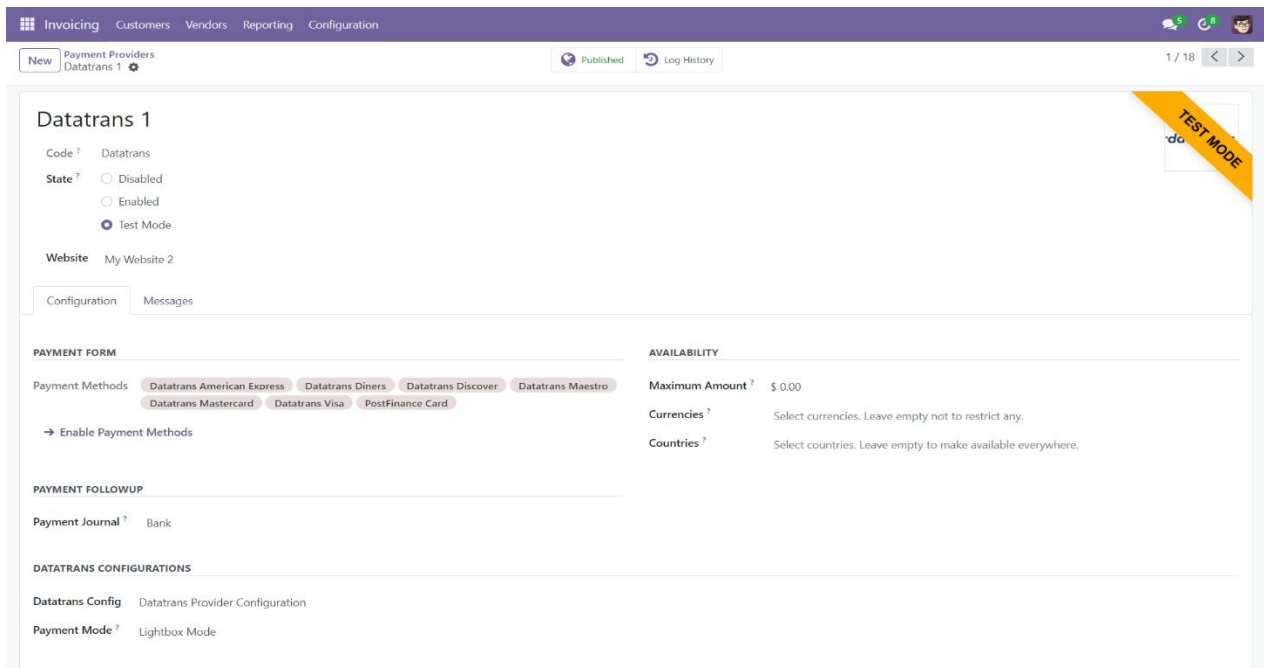 Invoicing Customers Vendors Reporting Configuration 5 8
New Payment Providers Published Log History 1 / 18
Datatrans 1
Datatrans 1
TEST MODE
Code ? Datatrans
State ? Disabled
Enabled
Test Mode
Website My Website 2
Configuration Messages
PAYMENT FORM
Payment Methods Datatrans American Express Datatrans Diners Datatrans Discover Datatrans Maestro
Datatrans Mastercard Datatrans Visa PostFinance Card
→ Enable Payment Methods
AVAILABILITY
Maximum Amount ? $ 0.00
Currencies ? Select currencies. Leave empty not to restrict any.
Countries ? Select countries. Leave empty to make available everywhere.
PAYMENT FOLLOWUP
Payment Journal ? Bank
DATATRANS CONFIGURATIONS
Datatrans Config Datatrans Provider Configuration
Payment Mode ? Lightbox Mode